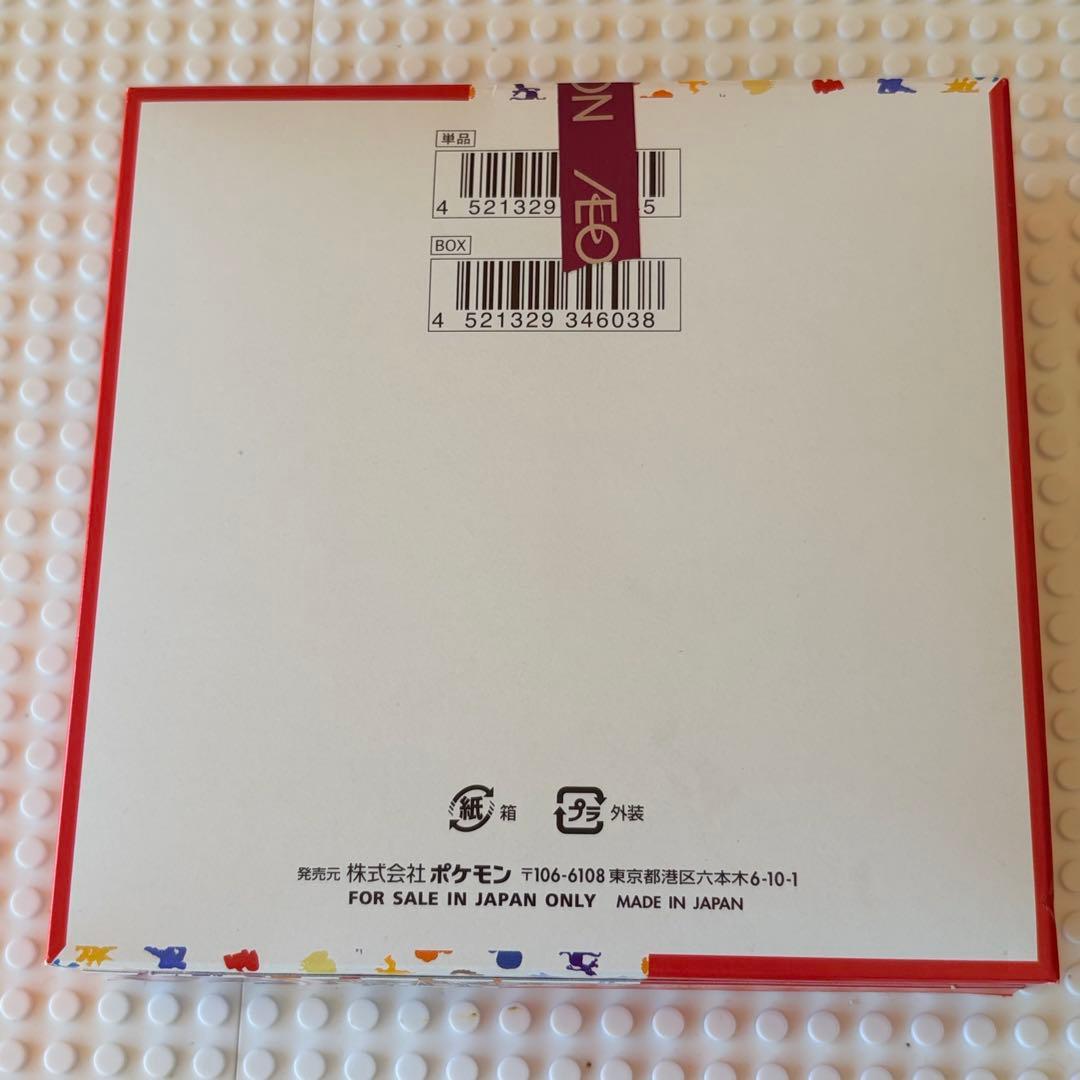 単品
4 521329
5
BOX
4 521329 346038
ÆON
紙 箱 プラ 外装
発売元 株式会社 ポケモン 〒106-6108 東京都港区六本木6-10-1
FOR SALE IN JAPAN ONLY MADE IN JAPAN